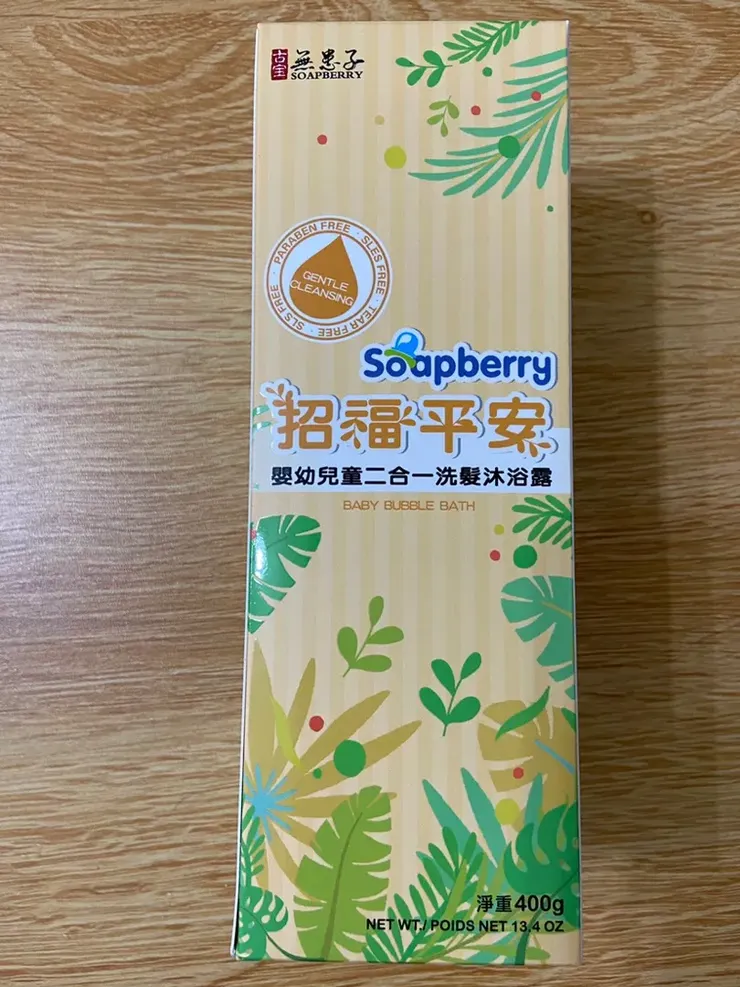 古宝 無患子
SOAPBERRY
PARABEN FREE · SLES FREE · TEAR FREE · SLS FREE ·
GENTLE
CLEANSING
Soapberry
招福平安
嬰幼兒童二合一洗髮沐浴露
BABY BUBBLE BATH
淨重400g
NET WT./ POIDS NET 13.4 OZ